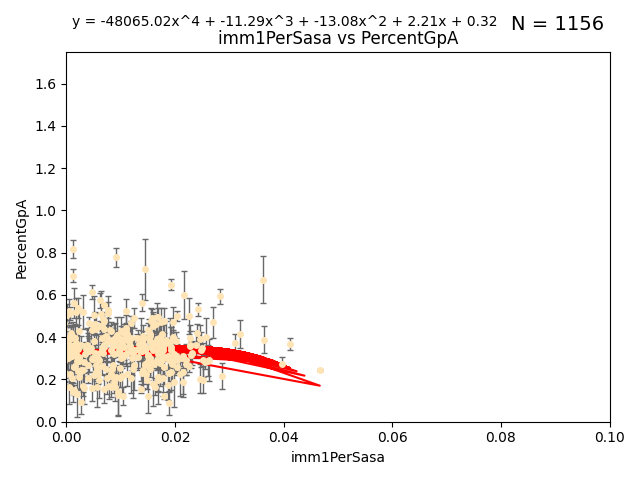 y = -48065.02x^4 + -11.29x^3 + -13.08x^2 + 2.21x + 0.32
N = 1156
imm1PerSasa vs PercentGpA
PercentGpA
1.6
1.4
1.2
1.0
0.8
0.6
0.4
0.2
0.0
0.00 0.02 0.04 0.06 0.08 0.10
imm1PerSasa